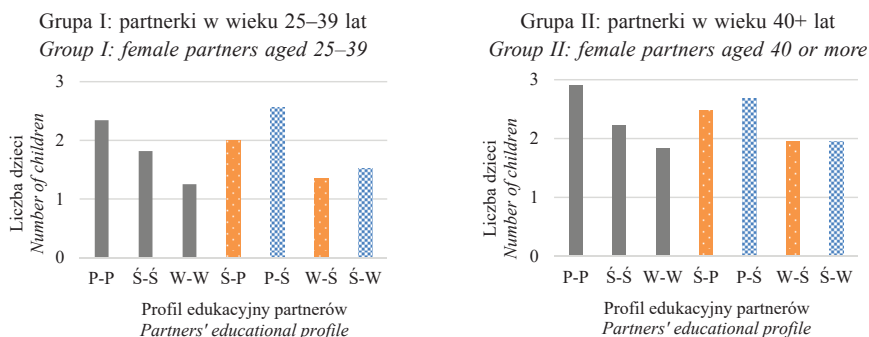 Grupa I: partnerki w wieku 25–39 lat
Group I: female partners aged 25–39
Liczba dzieci
Number of children
3
2
1
0
P-P Ś-Ś W-W Ś-P P-Ś W-Ś Ś-W
Profil edukacyjny partnerów
Partners' educational profile
Grupa II: partnerki w wieku 40+ lat
Group II: female partners aged 40 or more
Liczba dzieci
Number of children
3
2
1
0
P-P Ś-Ś W-W Ś-P P-Ś W-Ś Ś-W
Profil edukacyjny partnerów
Partners' educational profile